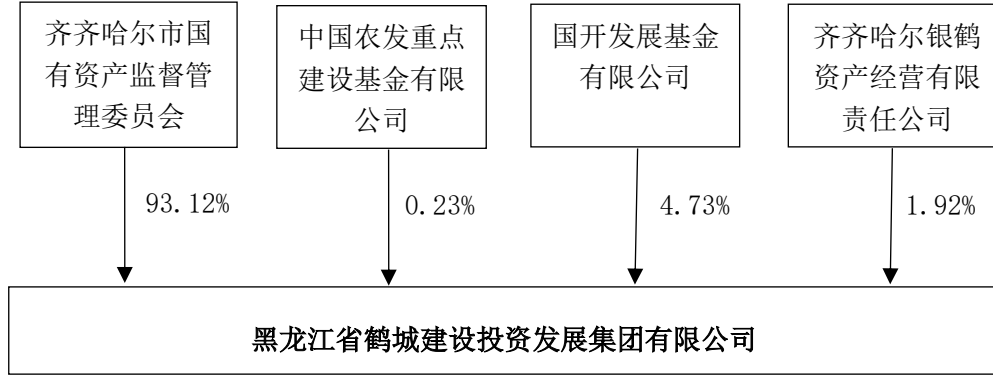 齐齐哈尔市国
有资产监督管
理委员会
中国农发重点
建设基金有限
公司
国开发展基金
有限公司
齐齐哈尔银鹤
资产经营有限
责任公司
93.12%
0.23%
4.73%
1.92%
黑龙江省鹤城建设投资发展集团有限公司